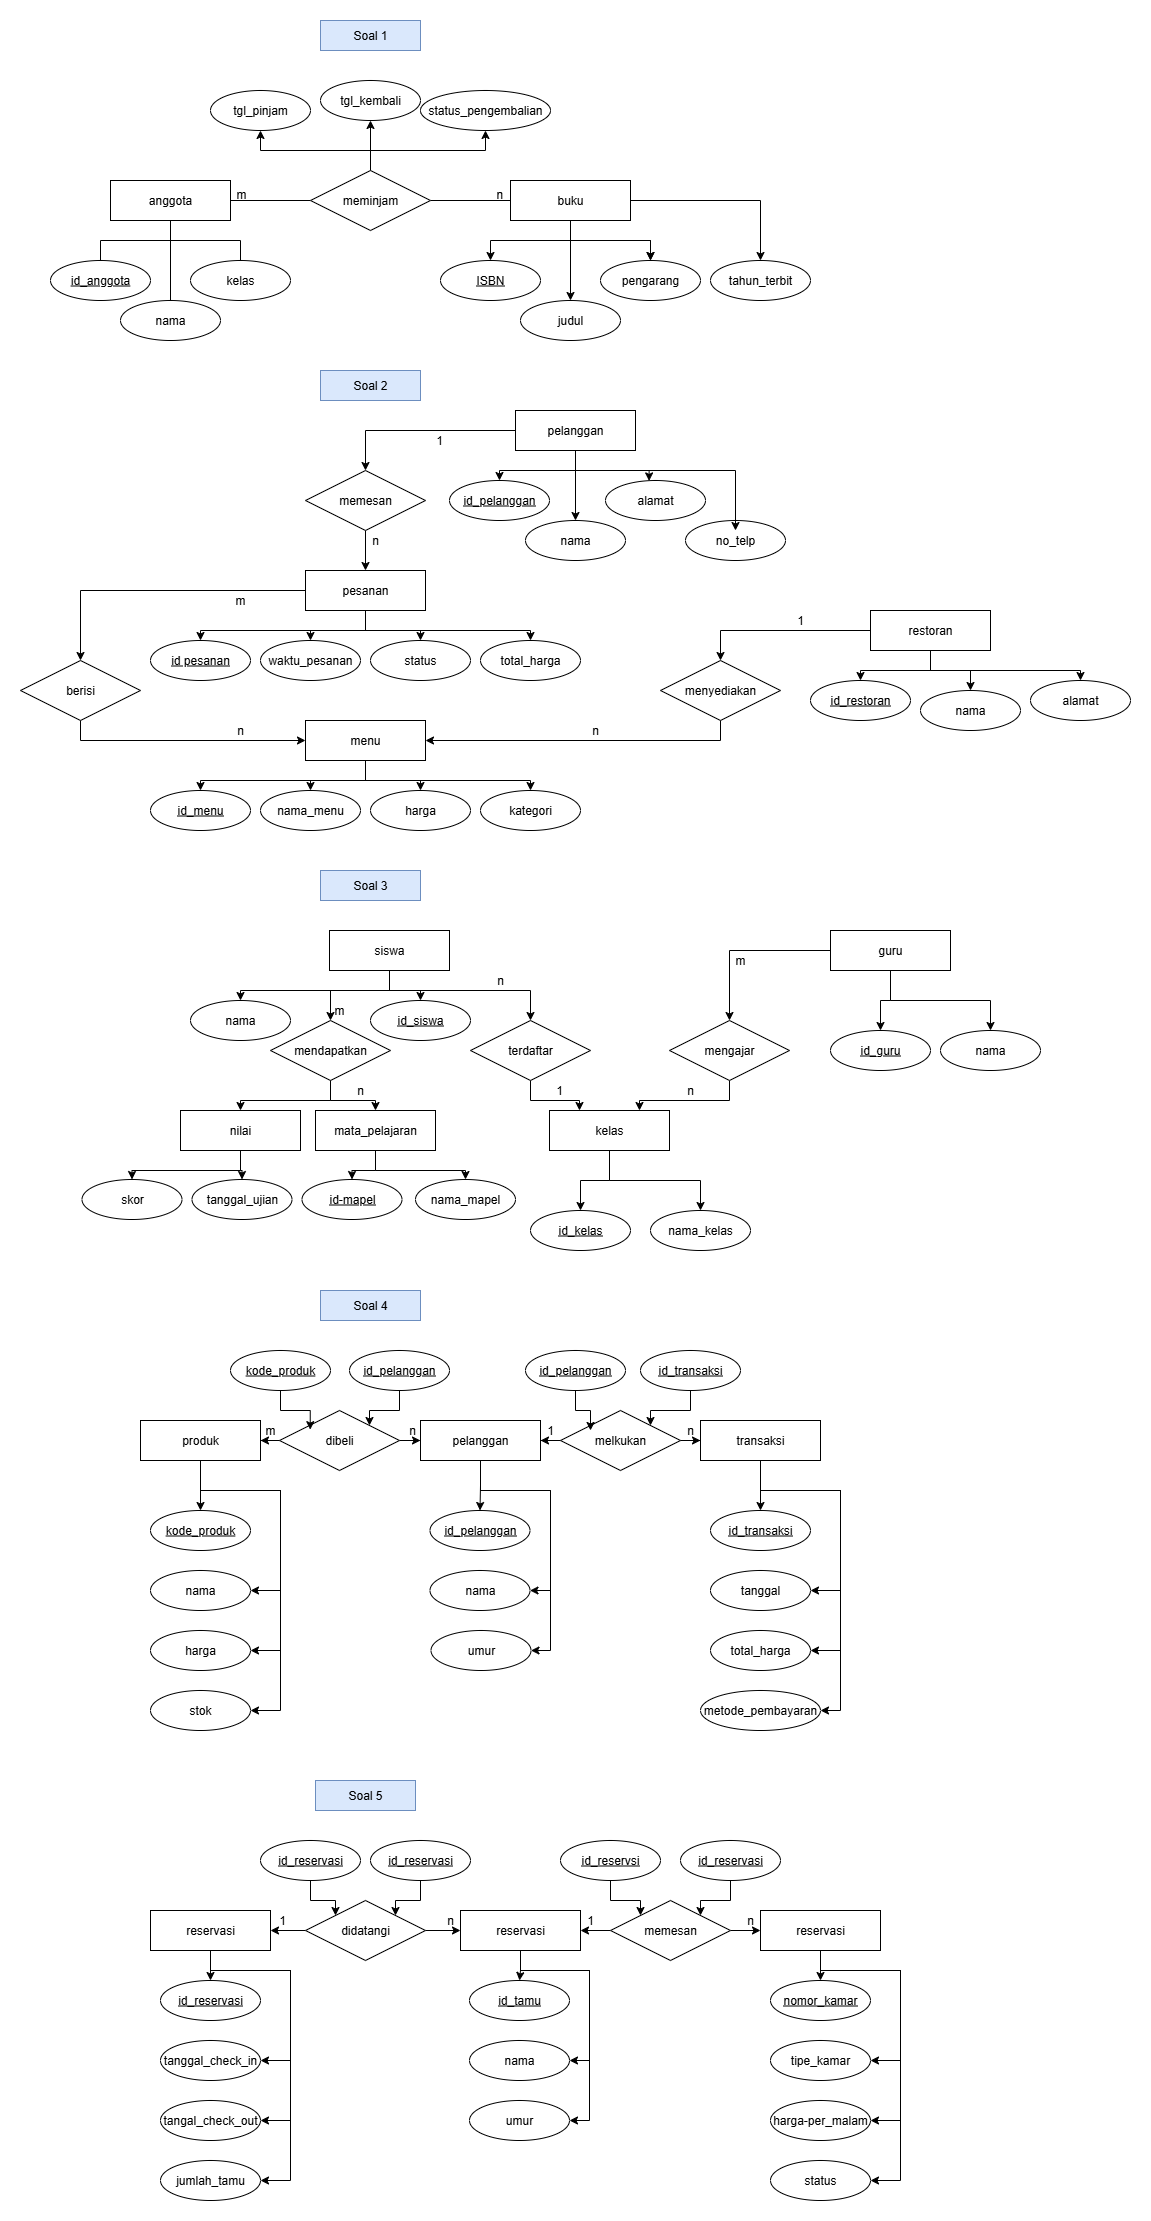 Soal 1
tgl_pinjam
tgl_kembali
status_pengembalian
anggota
m
meminjam
n
buku
id_anggota
kelas
nama
ISBN
pengarang
tahun_terbit
judul
Soal 2
pelanggan
1
memesan
id_pelanggan
alamat
nama
no_telp
n
pesanan
m
id pesanan
waktu_pesanan
status
total_harga
berisi
1
restoran
menyediakan
id_restoran
nama
alamat
n
menu
n
id_menu
nama_menu
harga
kategori
Soal 3
siswa
guru
n
m
nama
m
id_siswa
mendapatkan
terdaftar
mengajar
id_guru
nama
n
1
n
nilai
mata_pelajaran
kelas
skor
tanggal_ujian
id-mapel
nama_mapel
id_kelas
nama_kelas
Soal 4
kode_produk
id_pelanggan
id_pelanggan
id_transaksi
produk
m
dibeli
n
pelanggan
1
melkukan
n
transaksi
kode_produk
id_pelanggan
id_transaksi
nama
nama
tanggal
harga
umur
total_harga
stok
metode_pembayaran
Soal 5
id_reservasi
id_reservasi
id_reservsi
id_reservasi
reservasi
1
didatangi
n
reservasi
1
memesan
n
reservasi
id_reservasi
id_tamu
nomor_kamar
tanggal_check_in
nama
tipe_kamar
tangal_check_out
umur
harga-per_malam
jumlah_tamu
status